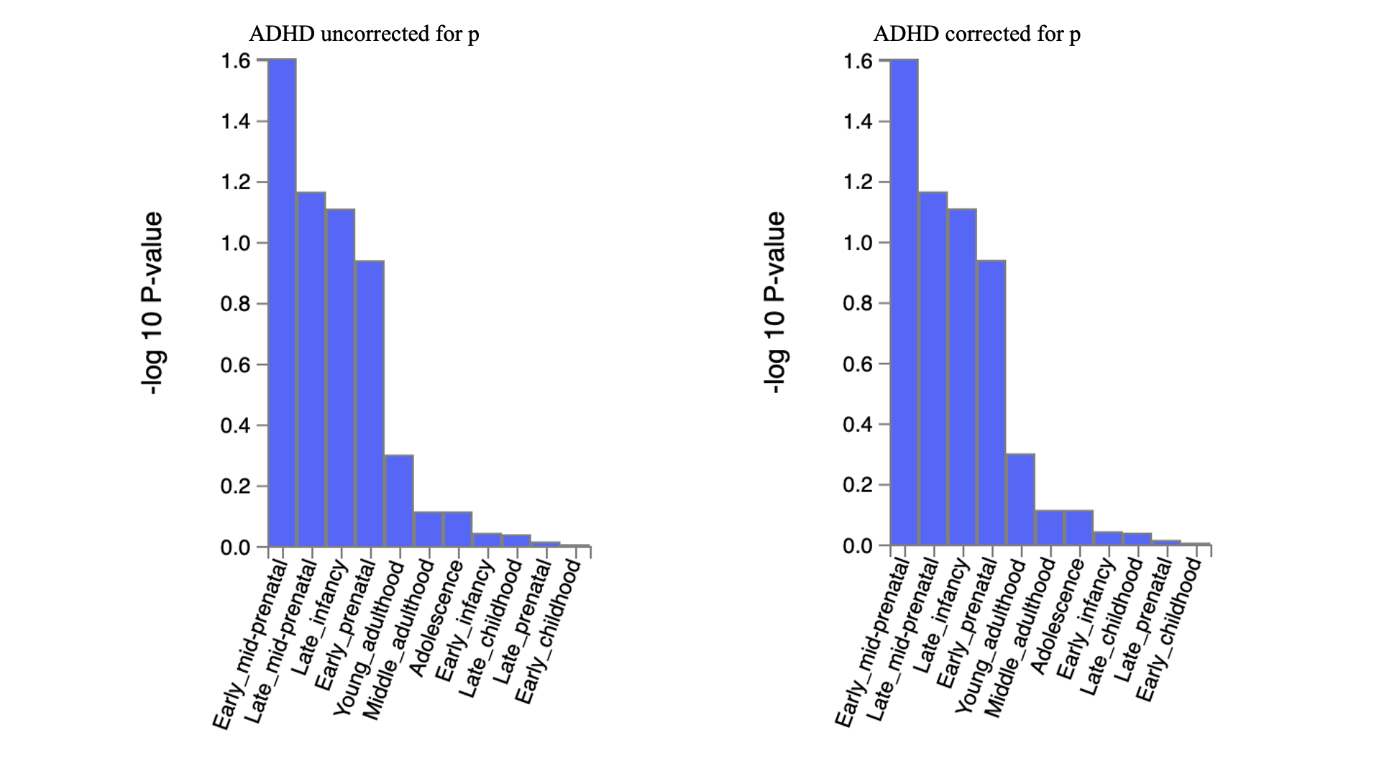 ADHD uncorrected for p
1.6
1.4
1.2
1.0
0.8
0.6
0.4
0.2
0.0
-log 10 P-value
Early_mid-prenatal
Late_mid-prenatal
Late_infancy
Early_prenatal
Young_adulthood
Middle_adulthood
Adolescence
Early_infancy
Late_childhood
Late_prenatal
Early_childhood
ADHD corrected for p
1.6
1.4
1.2
1.0
0.8
0.6
0.4
0.2
0.0
-log 10 P-value
Early_mid-prenatal
Late_mid-prenatal
Late_infancy
Early_prenatal
Young_adulthood
Middle_adulthood
Adolescence
Early_infancy
Late_childhood
Late_prenatal
Early_childhood